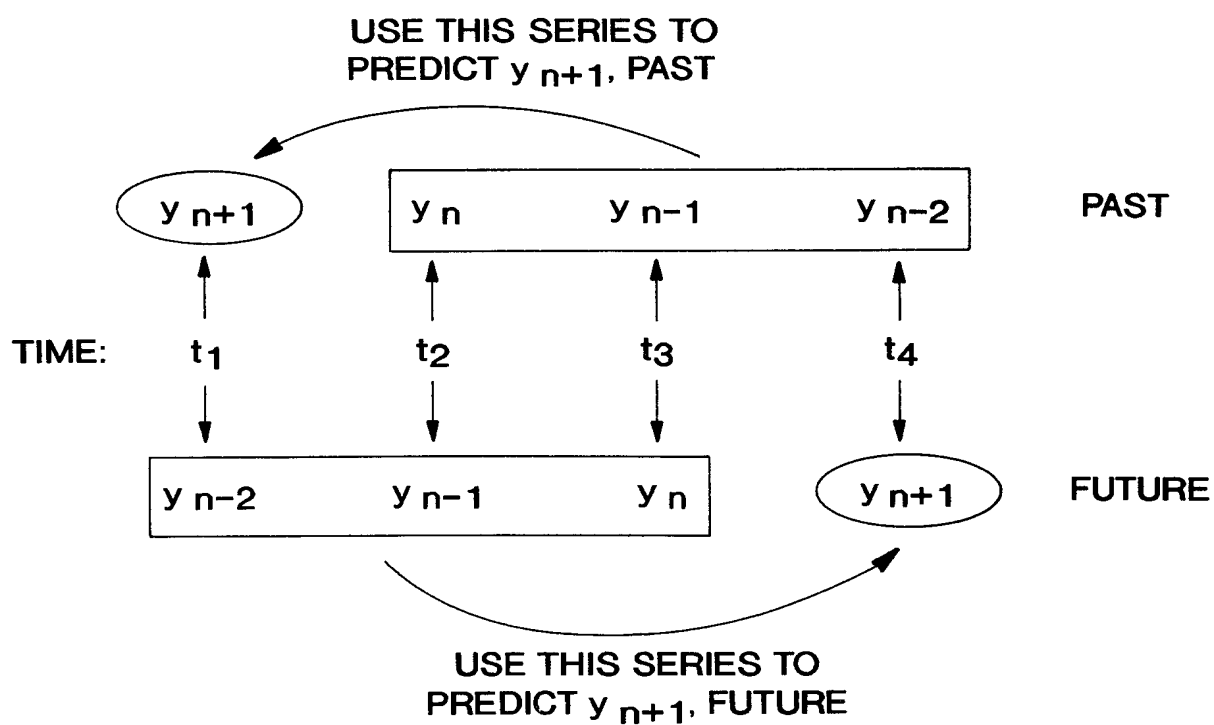 USE THIS SERIES TO
PREDICT y n+1, PAST
y n+1 y n y n-1 y n-2 PAST
TIME: t1 t2 t3 t4
y n-2 y n-1 y n y n+1 FUTURE
USE THIS SERIES TO
PREDICT y n+1, FUTURE